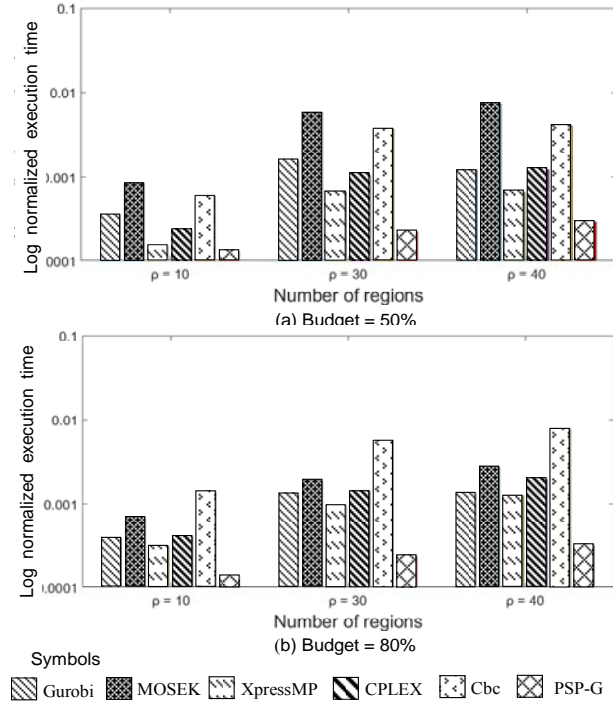 0.1
0.01
0.001
0001
Log normalized execution time
ρ = 10 ρ = 30 ρ = 40
Number of regions
(a) Budget = 50%
0.1
0.01
0.001
0.0001
Log normalized execution time
ρ = 10 ρ = 30 ρ = 40
Number of regions
(b) Budget = 80%
Symbols
Gurobi MOSEK XpressMP CPLEX Cbc PSP-G